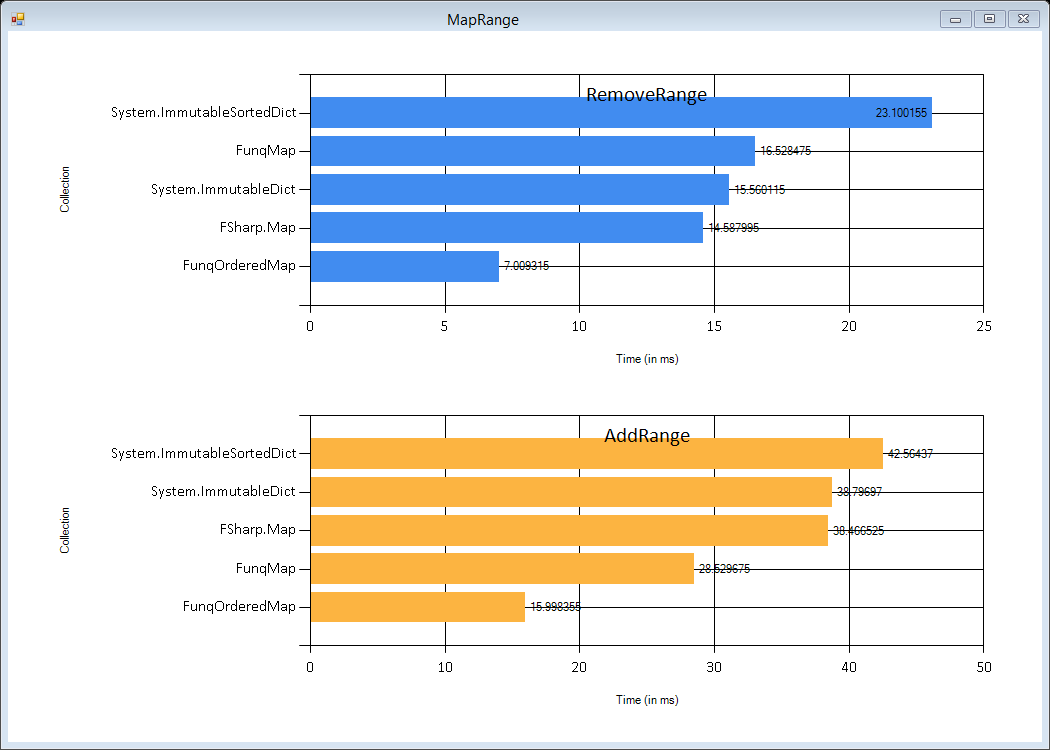 MapRange
RemoveRange
Collection
System.ImmutableSortedDict 23.100155
FunqMap 16.528475
System.ImmutableDict 15.560115
FSharp.Map 14.587995
FunqOrderedMap 7.009315
0 5 10 15 20 25
Time (in ms)
AddRange
Collection
System.ImmutableSortedDict 42.56437
System.ImmutableDict 38.79697
FSharp.Map 38.466525
FunqMap 28.529675
FunqOrderedMap 15.998355
0 10 20 30 40 50
Time (in ms)